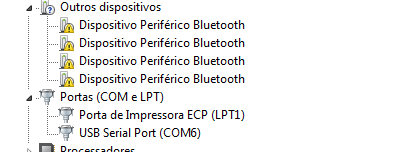 Outros dispositivos
Dispositivo Periférico Bluetooth
Dispositivo Periférico Bluetooth
Dispositivo Periférico Bluetooth
Dispositivo Periférico Bluetooth
Portas (COM e LPT)
Porta de Impressora ECP (LPT1)
USB Serial Port (COM6)
Processadores